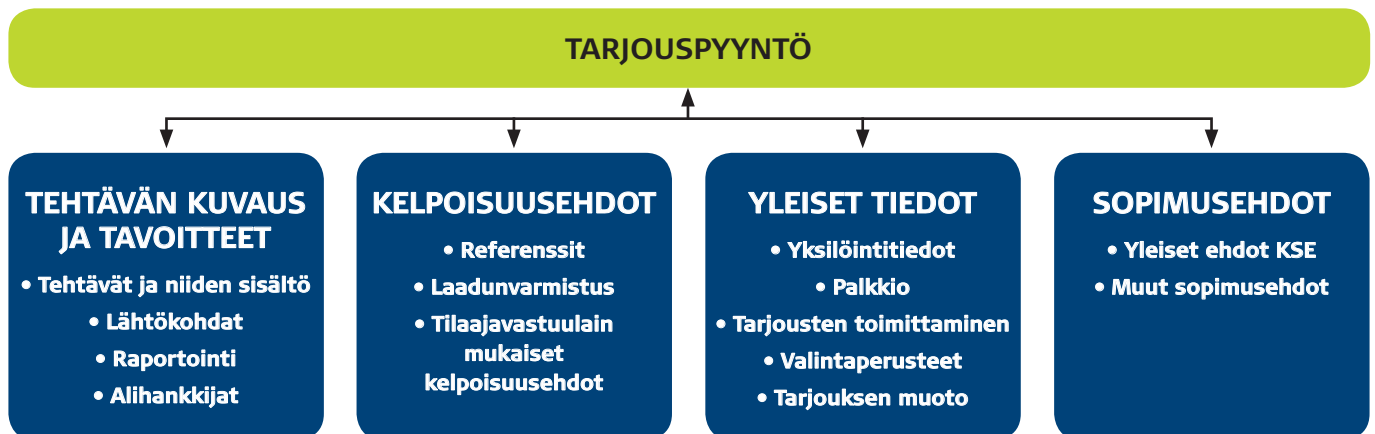 TARJOUSPYYNTÖ
TEHTÄVÄN KUVAUS
JA TAVOITTEET
• Tehtävät ja niiden sisältö
• Lähtökohdat
• Raportointi
• Alihankkijat
KELPOISUUSEHDOT
• Referenssit
• Laadunvarmistus
• Tilaajavastuulain
mukaiset
kelpoisuusehdot
YLEISET TIEDOT
• Yksilöintitiedot
• Palkkio
• Tarjousten toimittaminen
• Valintaperusteet
• Tarjouksen muoto
SOPIMUSEHDOT
• Yleiset ehdot KSE
• Muut sopimusehdot